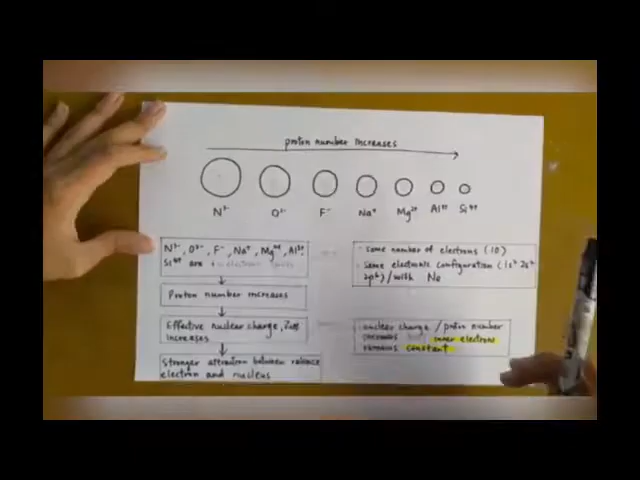 proton number increases
N³⁻ O²⁻ F⁻ Na⁺ Mg²⁺ Al³⁺ Si⁴⁺
N³⁻, O²⁻, F⁻, Na⁺, Mg²⁺, Al³⁺,
Si⁴⁺ are
Proton number increases
Effective nuclear charge, Zeff
increases
Stronger attraction between valence
electron and nucleus
- same number of electrons (10)
- same electronic configuration (1s² 2s²
2p⁶) / with Ne
nuclear charge / proton number
increases inner electrons
remains constant